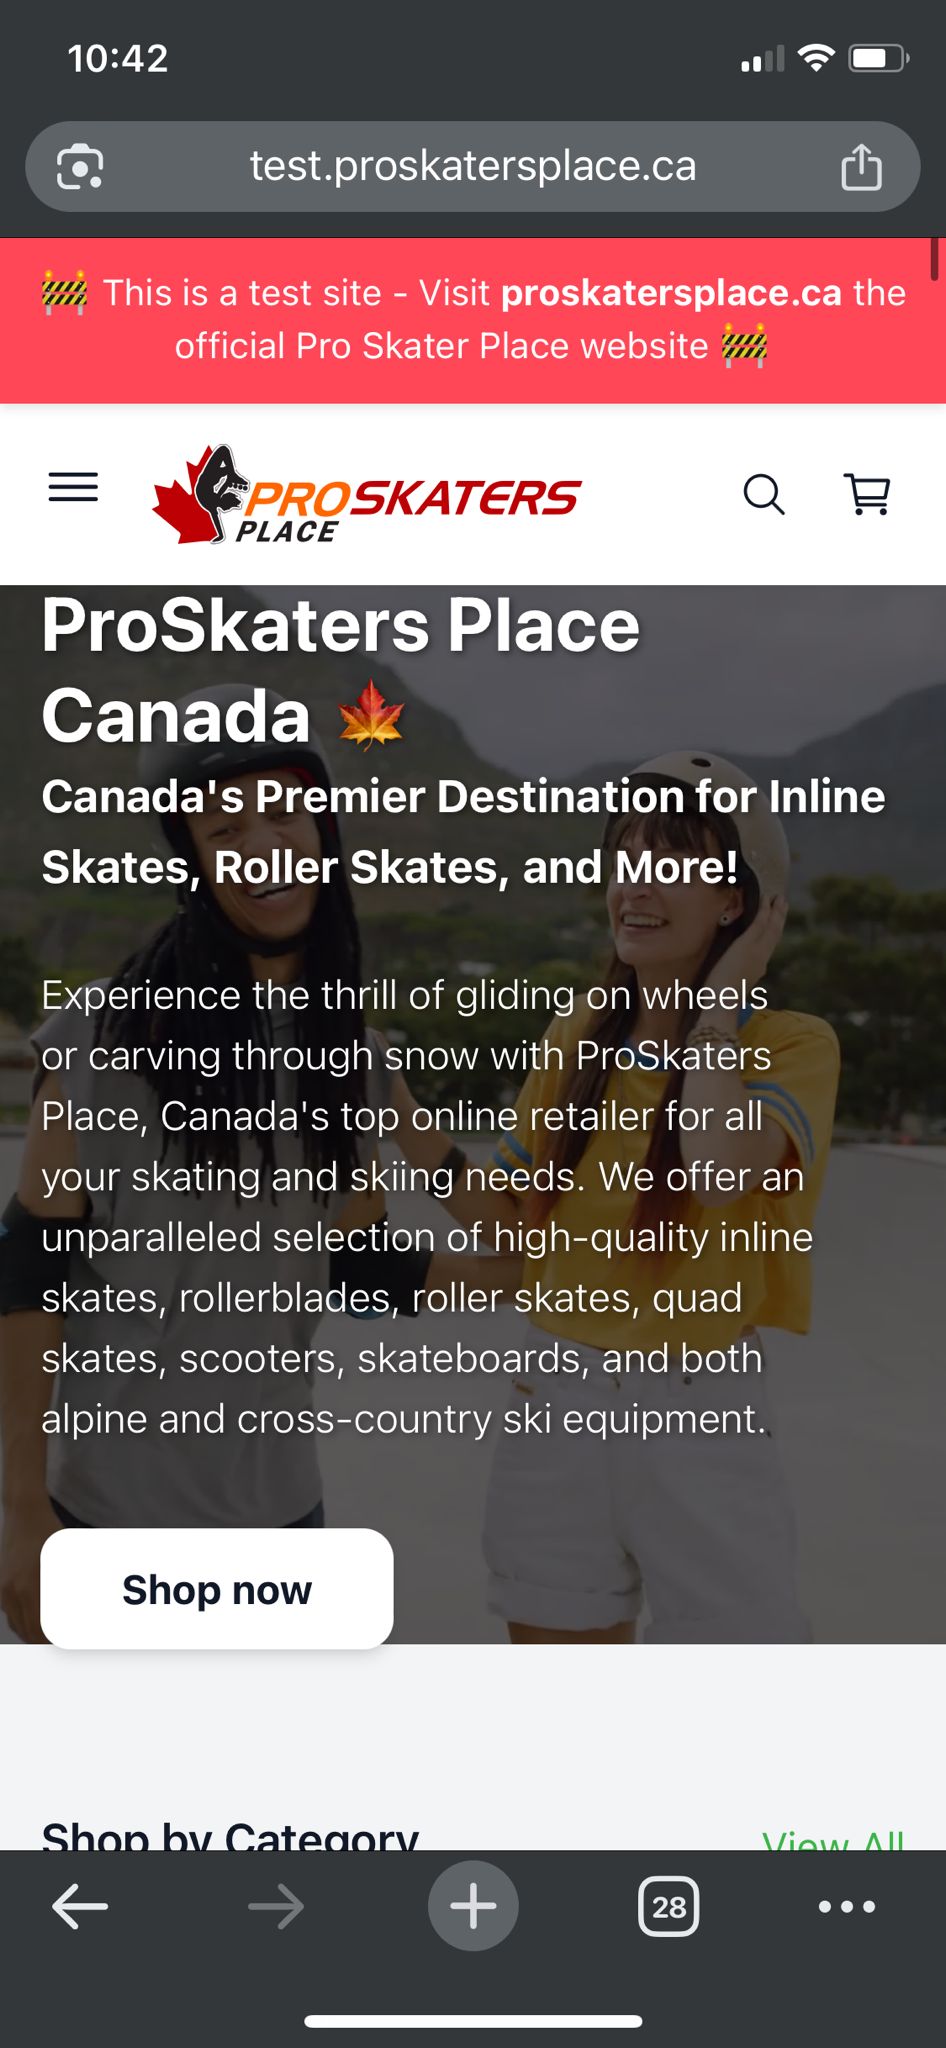 10:42
test.proskatersplace.ca
🚧 This is a test site - Visit proskatersplace.ca the
official Pro Skater Place website 🚧
PROSKATERS
PLACE
ProSkaters Place
Canada 🍁
Canada's Premier Destination for Inline
Skates, Roller Skates, and More!
Experience the thrill of gliding on wheels
or carving through snow with ProSkaters
Place, Canada's top online retailer for all
your skating and skiing needs. We offer an
unparalleled selection of high-quality inline
skates, rollerblades, roller skates, quad
skates, scooters, skateboards, and both
alpine and cross-country ski equipment.
Shop now
Shop by Category
View All
28